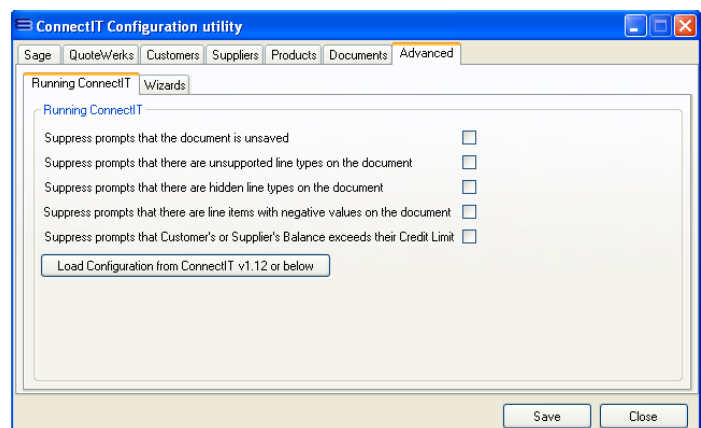 ConnectIT Configuration utility
Sage QuoteWerks Customers Suppliers Products Documents Advanced
Running ConnectIT Wizards
Running ConnectIT
Suppress prompts that the document is unsaved
Suppress prompts that there are unsupported line types on the document
Suppress prompts that there are hidden line types on the document
Suppress prompts that there are line items with negative values on the document
Suppress prompts that Customer's or Supplier's Balance exceeds their Credit Limit
Load Configuration from ConnectIT v1.12 or below
Save Close